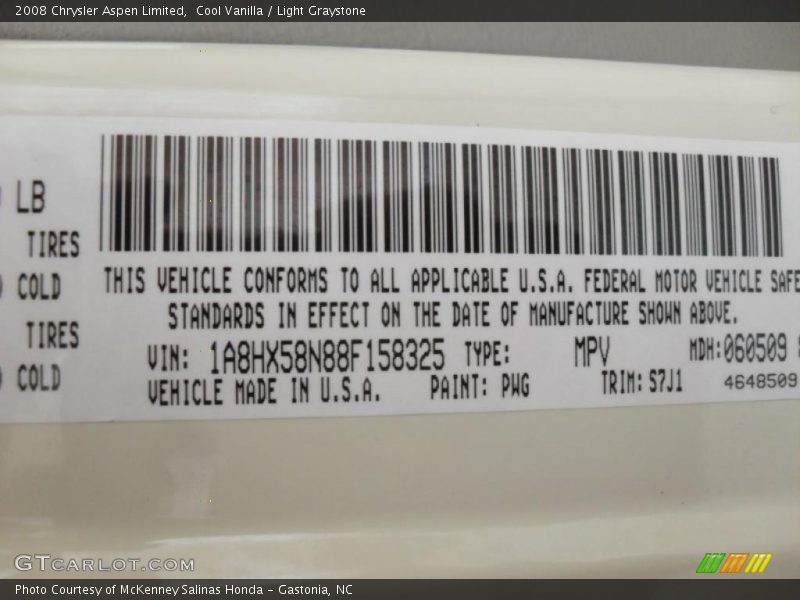 2008 Chrysler Aspen Limited,  Cool Vanilla / Light Graystone
LB
TIRES
COLD
TIRES
COLD
THIS VEHICLE CONFORMS TO ALL APPLICABLE U.S.A. FEDERAL MOTOR VEHICLE SAFE
STANDARDS IN EFFECT ON THE DATE OF MANUFACTURE SHOWN ABOVE.
VIN: 1A8HX58N88F158325 TYPE: MPV MDH:060509
VEHICLE MADE IN U.S.A. PAINT: PWG TRIM: S7J1 4648509
GTCARLOT.COM
Photo Courtesy of McKenney Salinas Honda - Gastonia, NC